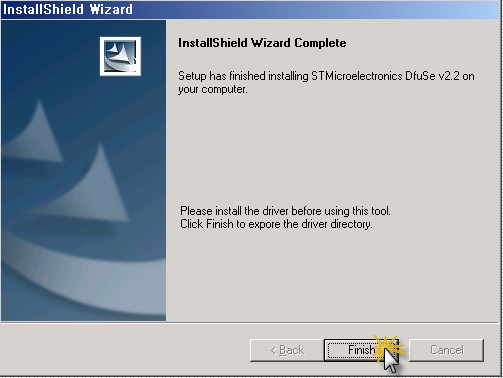 InstallShield Wizard
InstallShield Wizard Complete
Setup has finished installing STMicroelectronics DfuSe v2.2 on
your computer.
Please install the driver before using this tool.
Click Finish to expore the driver directory.
< Back
Finish
Cancel